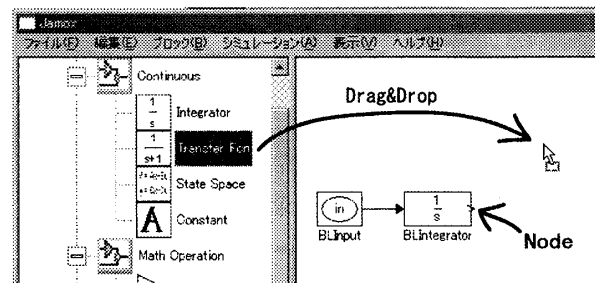 Jamox
ファイル(F) 編集(E) ブロック(B) シミュレーション(A) 表示(V) ヘルプ(H)
Continuous
1
s
Integrator
1
s+1
Transfer Fcn
State Space
A
Constant
Math Operation
Drag&Drop
in
BLInput
1
s
BLIntegrator
Node